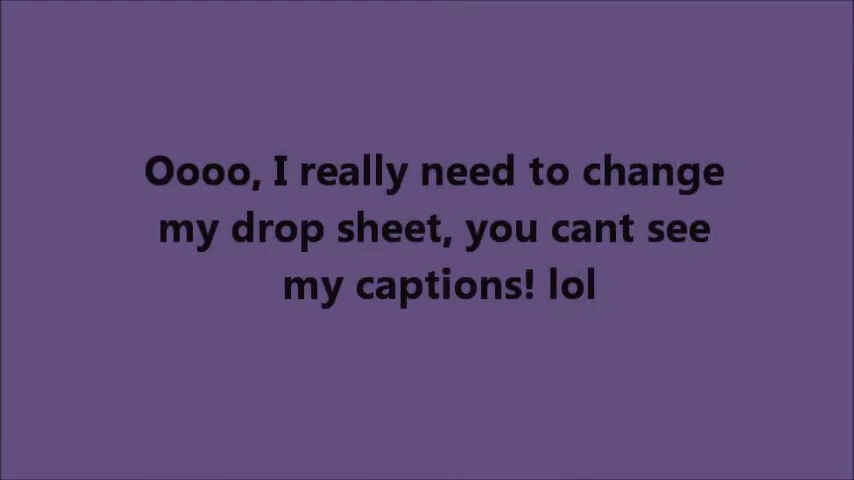 Oooo, I really need to change
my drop sheet, you cant see
my captions! lol